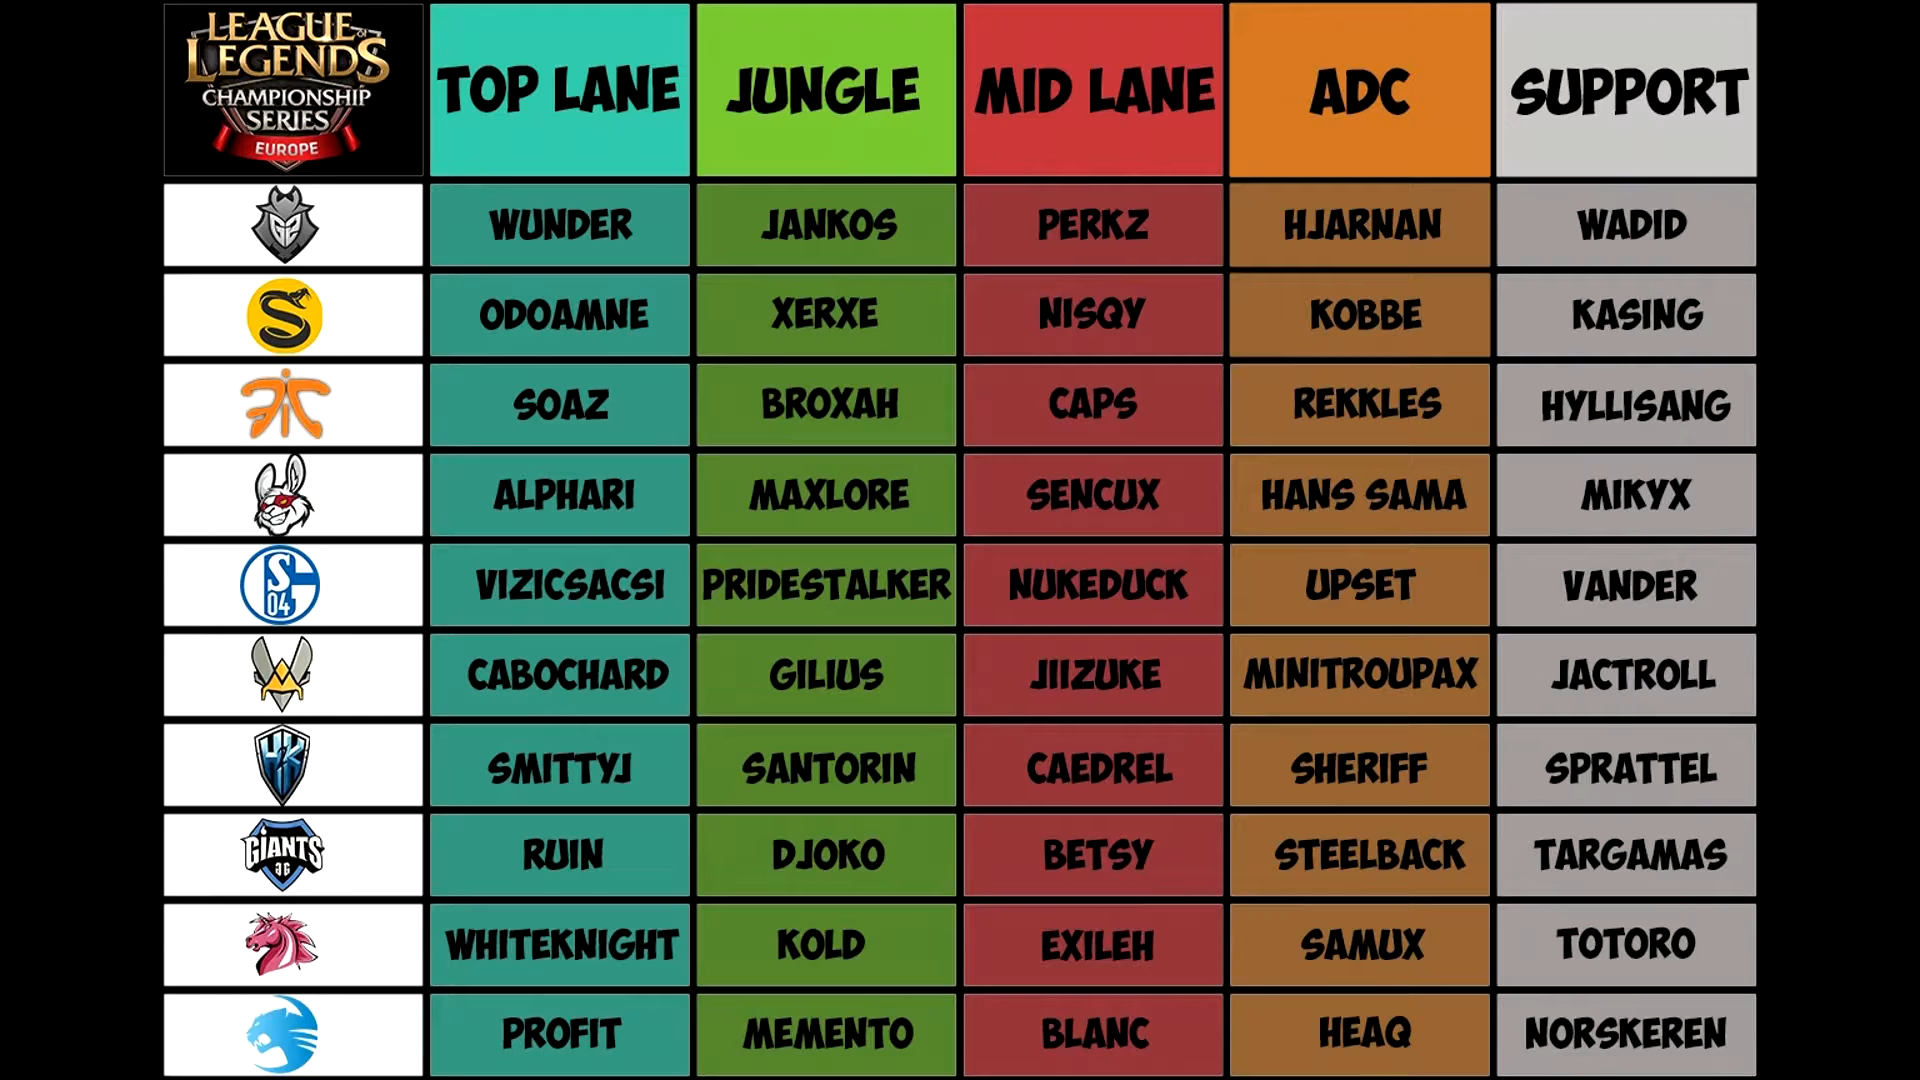 LEAGUE OF LEGENDS
CHAMPIONSHIP
SERIES
EUROPE
TOP LANE JUNGLE MID LANE ADC SUPPORT
WUNDER JANKOS PERKZ HJARNAN WADID
S ODOAMNE XERXE NISQY KOBBE KASING
SOAZ BROXAH CAPS REKKLES HYLLISANG
ALPHARI MAXLORE SENCUX HANS SAMA MIKYX
S 04 VIZICSACSI PRIDESTALKER NUKEDUCK UPSET VANDER
CABOCHARD GILIUS JIIZUKE MINITROUPAX JACTROLL
H2K SMITTYJ SANTORIN CAEDREL SHERIFF SPRATTEL
GIANTS RUIN DJOKO BETSY STEELBACK TARGAMAS
WHITEKNIGHT KOLD EXILEH SAMUX TOTORO
PROFIT MEMENTO BLANC HEAQ NORSKEREN